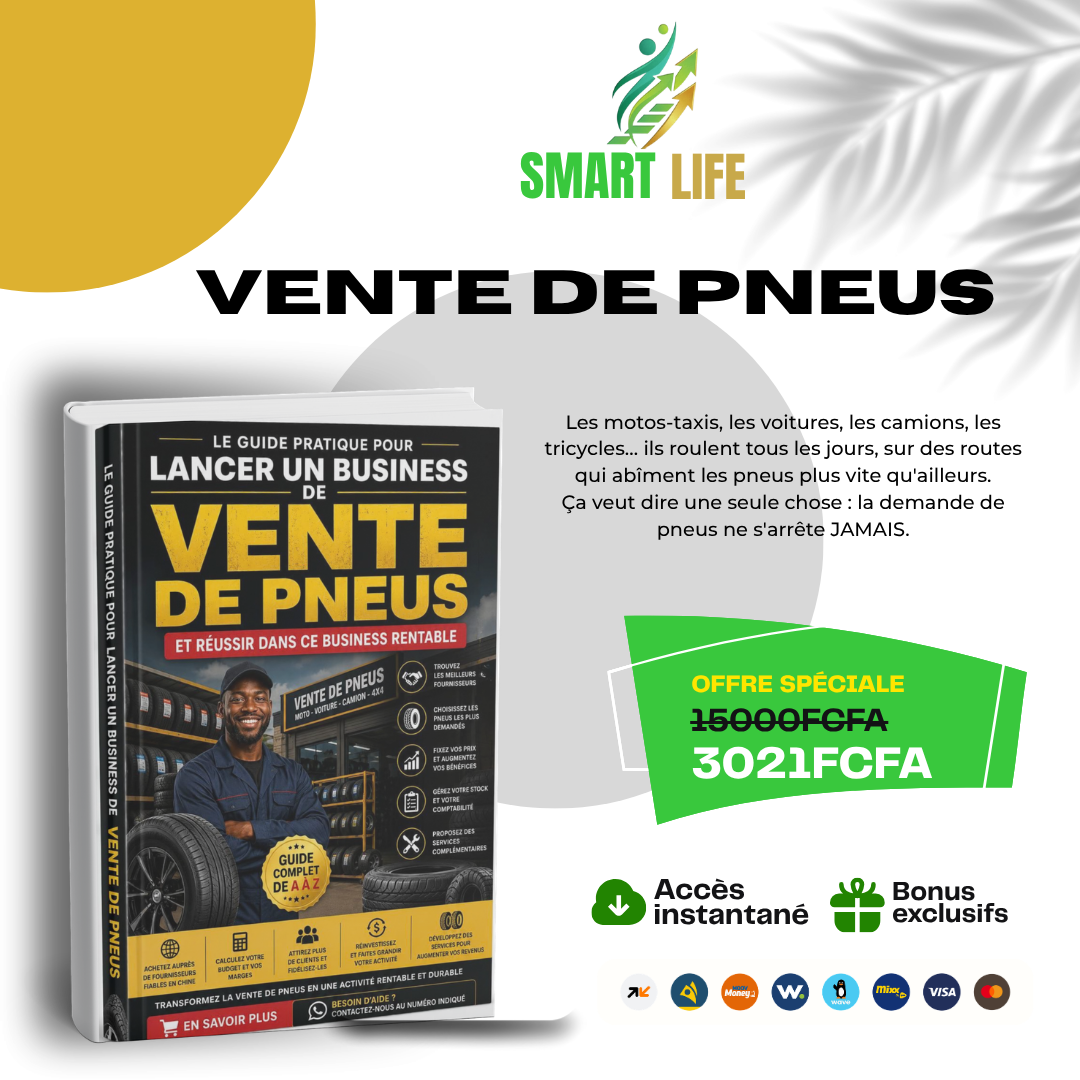 SMART LIFE
VENTE DE PNEUS
LE GUIDE PRATIQUE POUR
LANCER UN BUSINESS
DE
VENTE
DE PNEUS
ET RÉUSSIR DANS CE BUSINESS RENTABLE
LE GUIDE PRATIQUE POUR LANCER UN BUSINESS DE VENTE DE PNEUS
VENTE DE PNEUS
MOTO - VOITURE - CAMION - 4X4
TROUVEZ
LES MEILLEURS
FOURNISSEURS
CHOISISSEZ LES
PNEUS LES PLUS
DEMANDÉS
FIXEZ VOS PRIX
ET AUGMENTEZ
VOS BÉNÉFICES
GÉREZ VOTRE STOCK
ET VOTRE
COMPTABILITÉ
PROPOSEZ DES
SERVICES
COMPLÉMENTAIRES
GUIDE
COMPLET
DE A À Z
ACHETEZ AUPRÈS
DE FOURNISSEURS
FIABLES EN CHINE
CALCULEZ VOTRE
BUDGET ET VOS
MARGES
ATTIREZ PLUS
DE CLIENTS ET
FIDÉLISEZ-LES
RÉINVESTISSEZ
ET FAITES GRANDIR
VOTRE ACTIVITÉ
DÉVELOPPEZ DES
SERVICES POUR
AUGMENTER VOS REVENUS
TRANSFORMEZ LA VENTE DE PNEUS EN UNE ACTIVITÉ RENTABLE ET DURABLE
EN SAVOIR PLUS
BESOIN D'AIDE ?
CONTACTEZ-NOUS AU NUMÉRO INDIQUÉ
Les motos-taxis, les voitures, les camions, les
tricycles... ils roulent tous les jours, sur des routes
qui abîment les pneus plus vite qu'ailleurs.
Ça veut dire une seule chose : la demande de
pneus ne s'arrête JAMAIS.
OFFRE SPÉCIALE
15000FCFA
3021FCFA
Accès
instantané
Bonus
exclusifs
MOOV
Money
W.
wave
Mixx
VISA